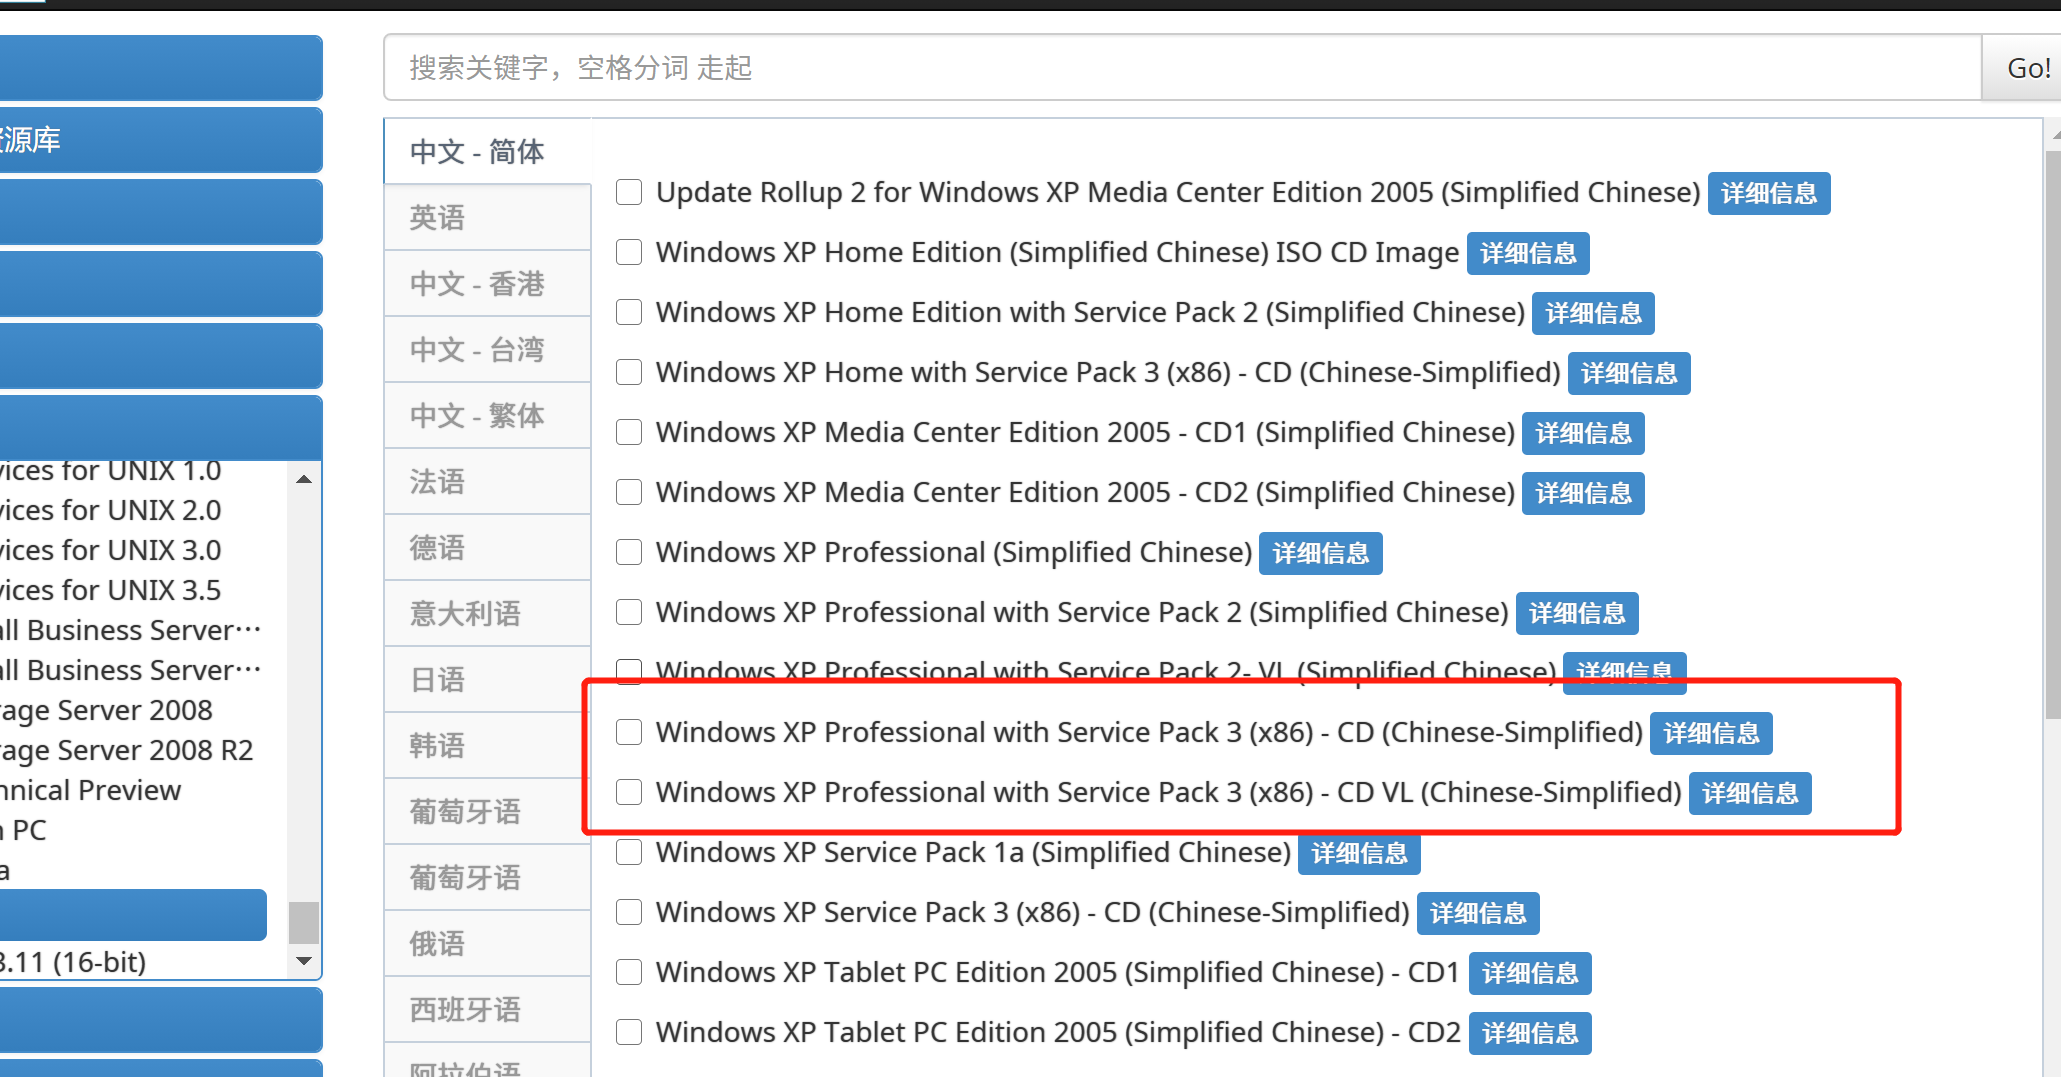 搜索关键字，空格分词 走起
Go!
源库
vices for UNIX 1.0
vices for UNIX 2.0
vices for UNIX 3.0
vices for UNIX 3.5
all Business Server···
all Business Server···
rage Server 2008
rage Server 2008 R2
hnical Preview
n PC
a
3.11 (16-bit)
中文 - 简体
英语
中文 - 香港
中文 - 台湾
中文 - 繁体
法语
德语
意大利语
日语
韩语
葡萄牙语
葡萄牙语
俄语
西班牙语
阿拉伯语
Update Rollup 2 for Windows XP Media Center Edition 2005 (Simplified Chinese) 详细信息
Windows XP Home Edition (Simplified Chinese) ISO CD Image 详细信息
Windows XP Home Edition with Service Pack 2 (Simplified Chinese) 详细信息
Windows XP Home with Service Pack 3 (x86) - CD (Chinese-Simplified) 详细信息
Windows XP Media Center Edition 2005 - CD1 (Simplified Chinese) 详细信息
Windows XP Media Center Edition 2005 - CD2 (Simplified Chinese) 详细信息
Windows XP Professional (Simplified Chinese) 详细信息
Windows XP Professional with Service Pack 2 (Simplified Chinese) 详细信息
Windows XP Professional with Service Pack 2- VL (Simplified Chinese) 详细信息
Windows XP Professional with Service Pack 3 (x86) - CD (Chinese-Simplified) 详细信息
Windows XP Professional with Service Pack 3 (x86) - CD VL (Chinese-Simplified) 详细信息
Windows XP Service Pack 1a (Simplified Chinese) 详细信息
Windows XP Service Pack 3 (x86) - CD (Chinese-Simplified) 详细信息
Windows XP Tablet PC Edition 2005 (Simplified Chinese) - CD1 详细信息
Windows XP Tablet PC Edition 2005 (Simplified Chinese) - CD2 详细信息